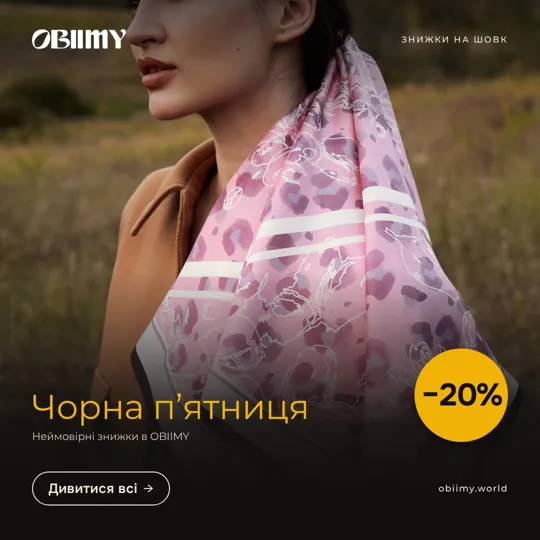 OBIIMY
ЗНИЖКИ НА ШОВК
−20%
Чорна п’ятниця
Неймовірні знижки в OBIIMY
Дивитися всі →
obiimy.world